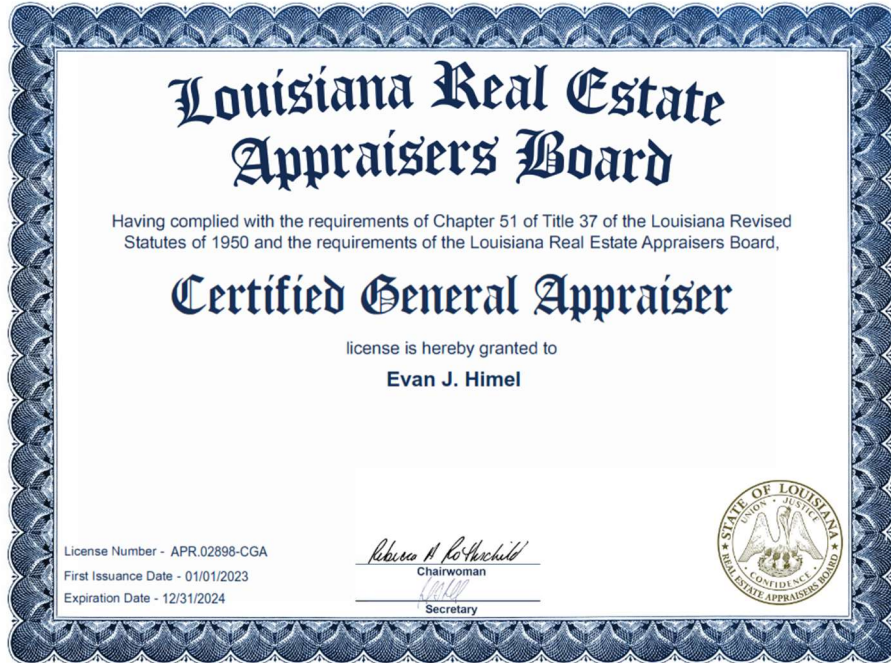 Louisiana Real Estate
Appraisers Board
Having complied with the requirements of Chapter 51 of Title 37 of the Louisiana Revised
Statutes of 1950 and the requirements of the Louisiana Real Estate Appraisers Board,
Certified General Appraiser
license is hereby granted to
Evan J. Himel
License Number - APR.02898-CGA
First Issuance Date - 01/01/2023
Expiration Date - 12/31/2024
Rebecca A Rothschild
Chairwoman
Secretary
STATE OF LOUISIANA
UNION · JUSTICE
· CONFIDENCE ·
★ REAL ESTATE APPRAISERS BOARD ★